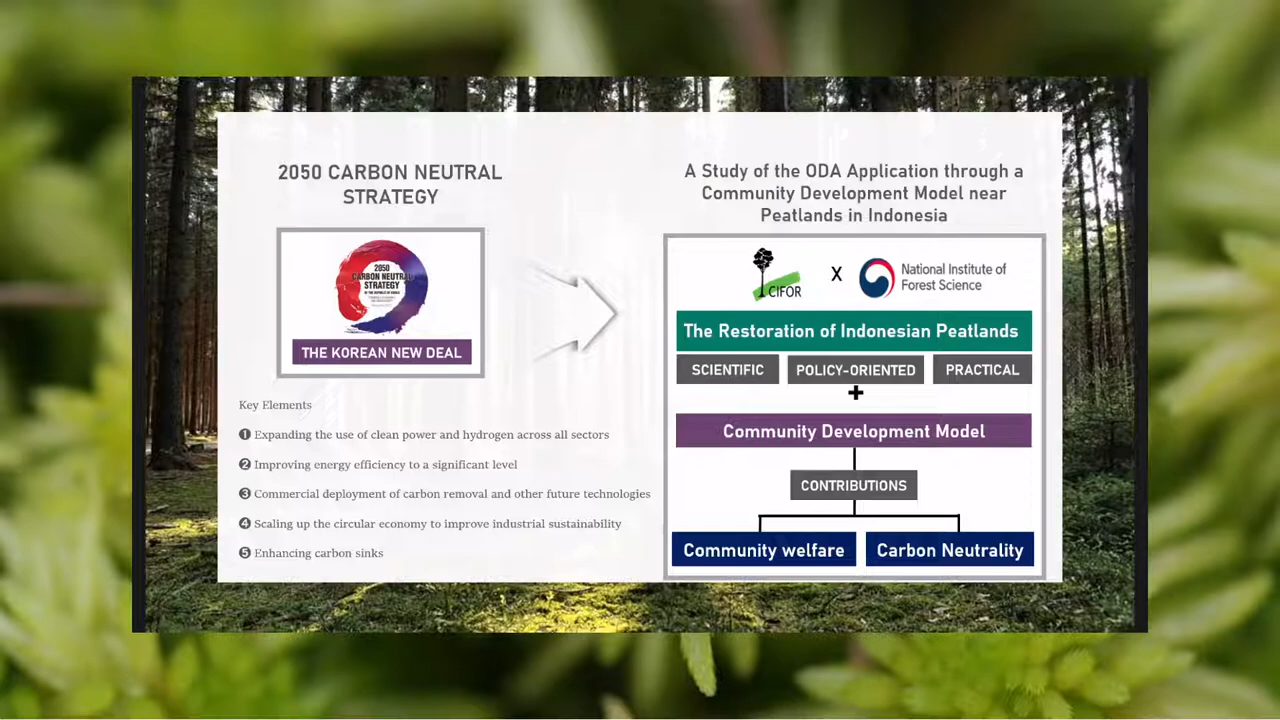 2050 CARBON NEUTRAL
STRATEGY
2050
CARBON NEUTRAL
STRATEGY
THE KOREAN NEW DEAL
Key Elements
❶ Expanding the use of clean power and hydrogen across all sectors
❷ Improving energy efficiency to a significant level
❸ Commercial deployment of carbon removal and other future technologies
❹ Scaling up the circular economy to improve industrial sustainability
❺ Enhancing carbon sinks
A Study of the ODA Application through a
Community Development Model near
Peatlands in Indonesia
CIFOR
X
National Institute of
Forest Science
The Restoration of Indonesian Peatlands
SCIENTIFIC
POLICY-ORIENTED
PRACTICAL
+
Community Development Model
CONTRIBUTIONS
Community welfare
Carbon Neutrality